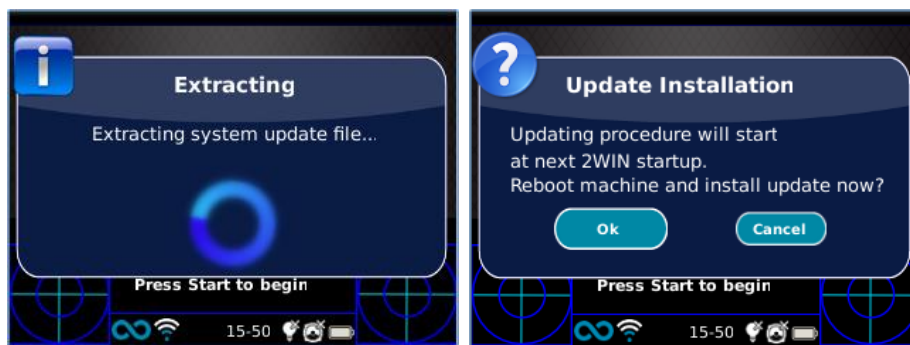 Extracting
Extracting system update file...
Press Start to begin
15-50
Update Installation
Updating procedure will start
at next 2WIN startup.
Reboot machine and install update now?
Ok
Cancel
Press Start to begin
15-50